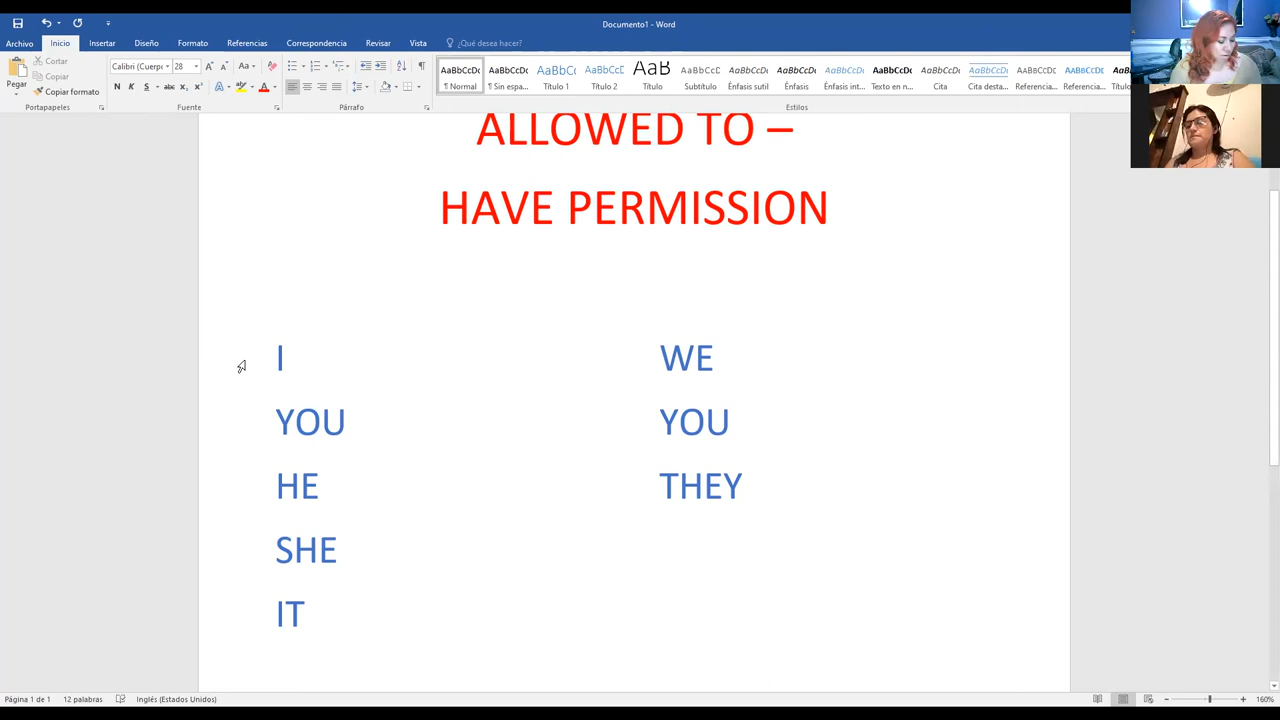 Documento1 - Word
Archivo Inicio Insertar Diseño Formato Referencias Correspondencia Revisar Vista ¿Qué desea hacer?
Pegar
Cortar
Copiar
Copiar formato
Portapapeles
Calibri (Cuerpo 28
Fuente
Párrafo
AaBbCcDc AaBbCcDc AaBbCc AaBbCcD AaB AaBbCcD AaBbCcDc AaBbCcDc AaBbCcDc AaBbCcDc AaBbCcDc AaBbCcDc AaBbCcDc AaBbCcDc
¶ Normal ¶ Sin espa... Título 1 Título 2 Título Subtítulo Énfasis sutil Énfasis Énfasis int... Texto en n... Cita Cita desta... Referencia... Referencia...
Estilos
ALLOWED TO –
HAVE PERMISSION
I WE
YOU YOU
HE THEY
SHE
IT
Página 1 de 1 12 palabras Inglés (Estados Unidos) 160%